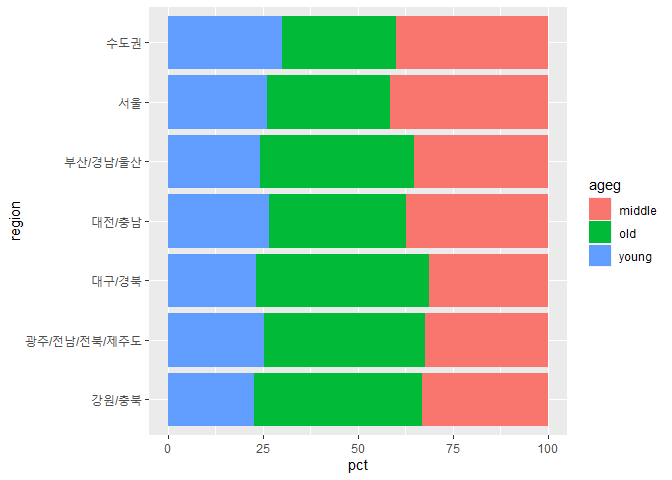 수도권
서울
부산/경남/울산
대전/충남
대구/경북
광주/전남/전북/제주도
강원/충북
region
0 25 50 75 100
pct
ageg
middle
old
young